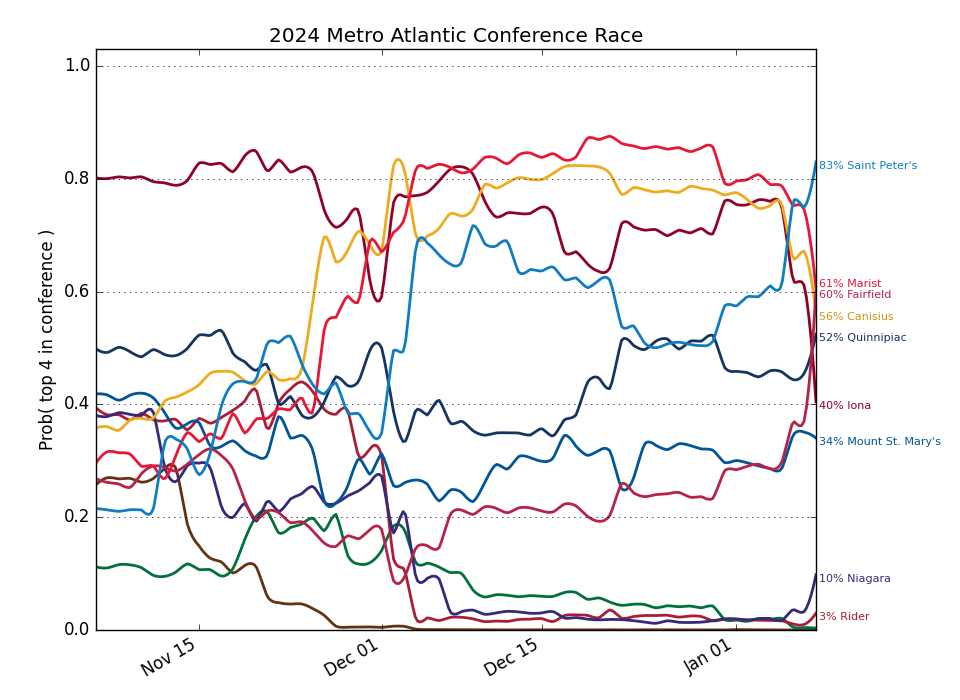 2024 Metro Atlantic Conference Race
Prob( top 4 in conference )
1.0
0.8
0.6
0.4
0.2
0.0
Nov 15
Dec 01
Dec 15
Jan 01
83% Saint Peter's
61% Marist
60% Fairfield
56% Canisius
52% Quinnipiac
40% Iona
34% Mount St. Mary's
10% Niagara
3% Rider